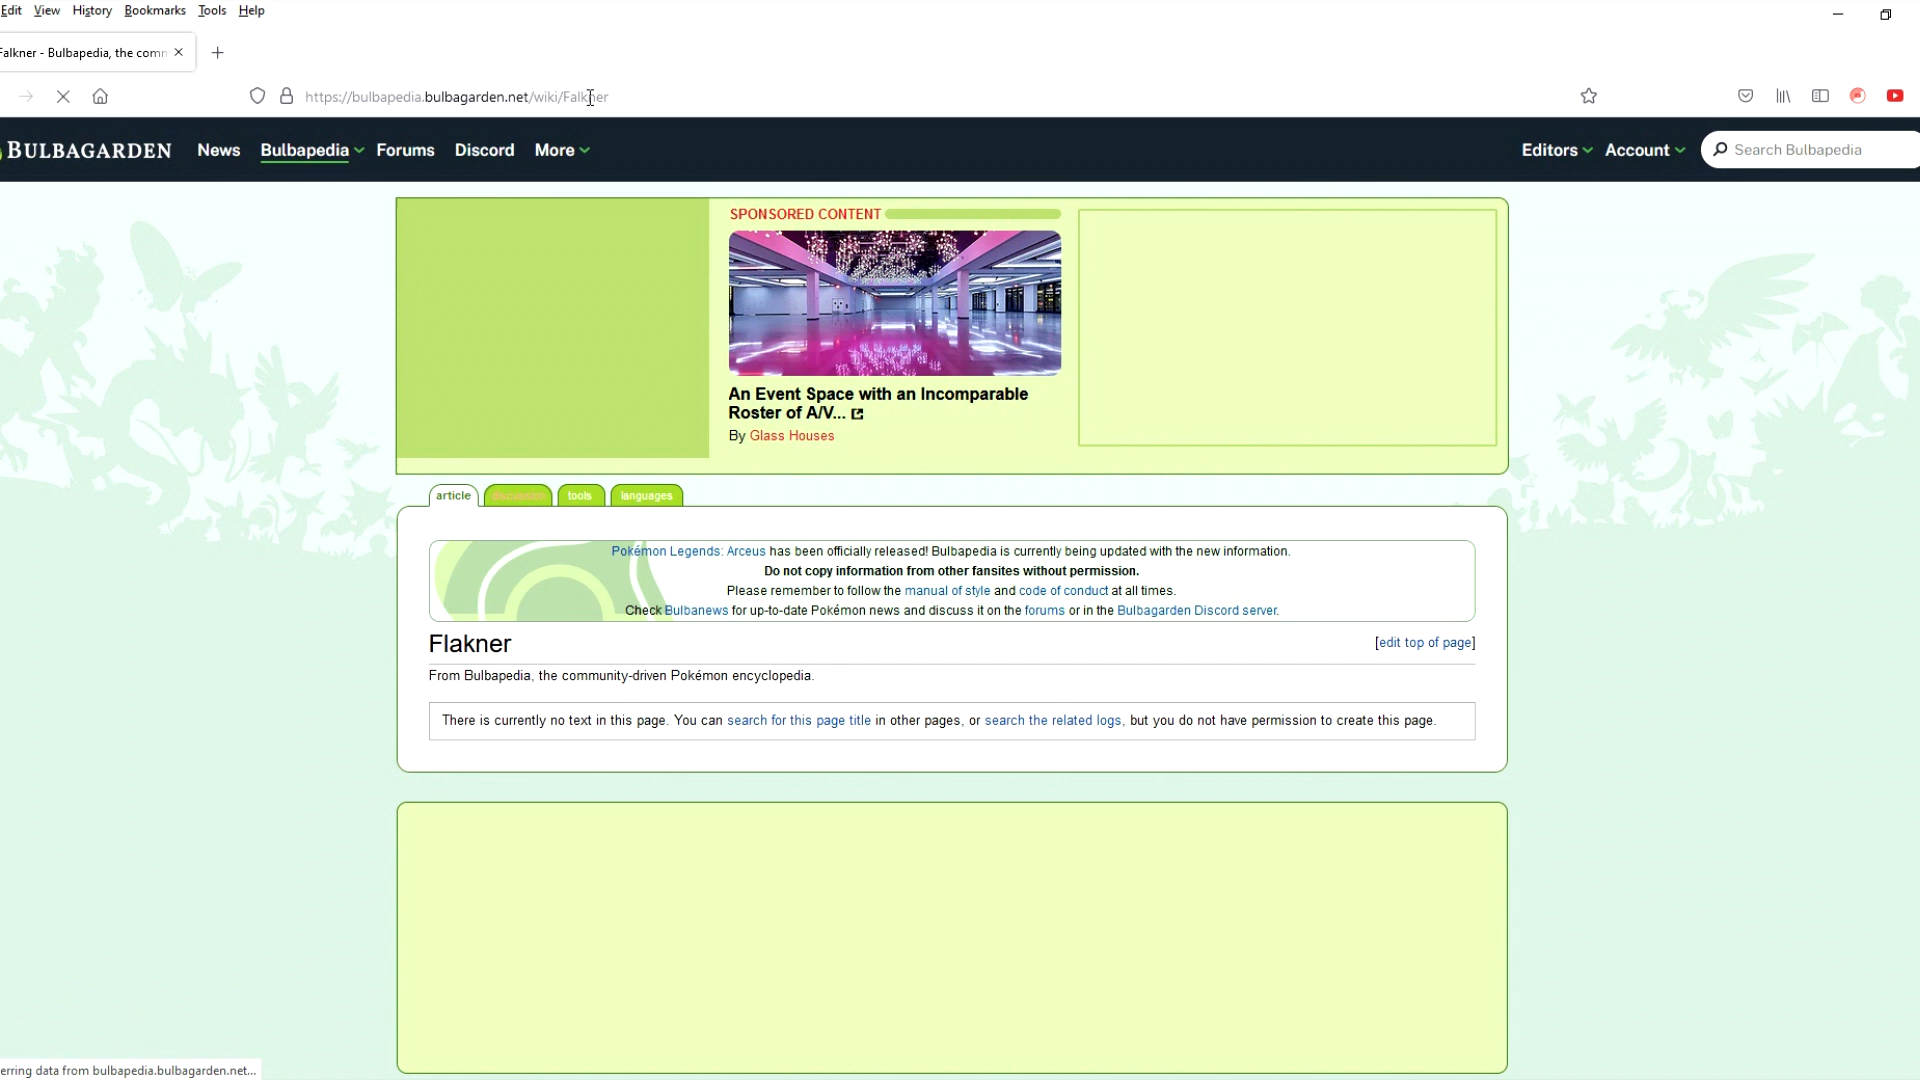 Edit View History Bookmarks Tools Help
Falkner - Bulbapedia, the comm
https://bulbapedia.bulbagarden.net/wiki/Falkner
BULBAGARDEN News Bulbapedia Forums Discord More Editors Account Search Bulbapedia
SPONSORED CONTENT
An Event Space with an Incomparable
Roster of A/V...
By Glass Houses
article discussion tools languages
Pokémon Legends: Arceus has been officially released! Bulbapedia is currently being updated with the new information.
Do not copy information from other fansites without permission.
Please remember to follow the manual of style and code of conduct at all times.
Check Bulbanews for up-to-date Pokémon news and discuss it on the forums or in the Bulbagarden Discord server.
Flakner [edit top of page]
From Bulbapedia, the community-driven Pokémon encyclopedia.
There is currently no text in this page. You can search for this page title in other pages, or search the related logs, but you do not have permission to create this page.
erring data from bulbapedia.bulbagarden.net...